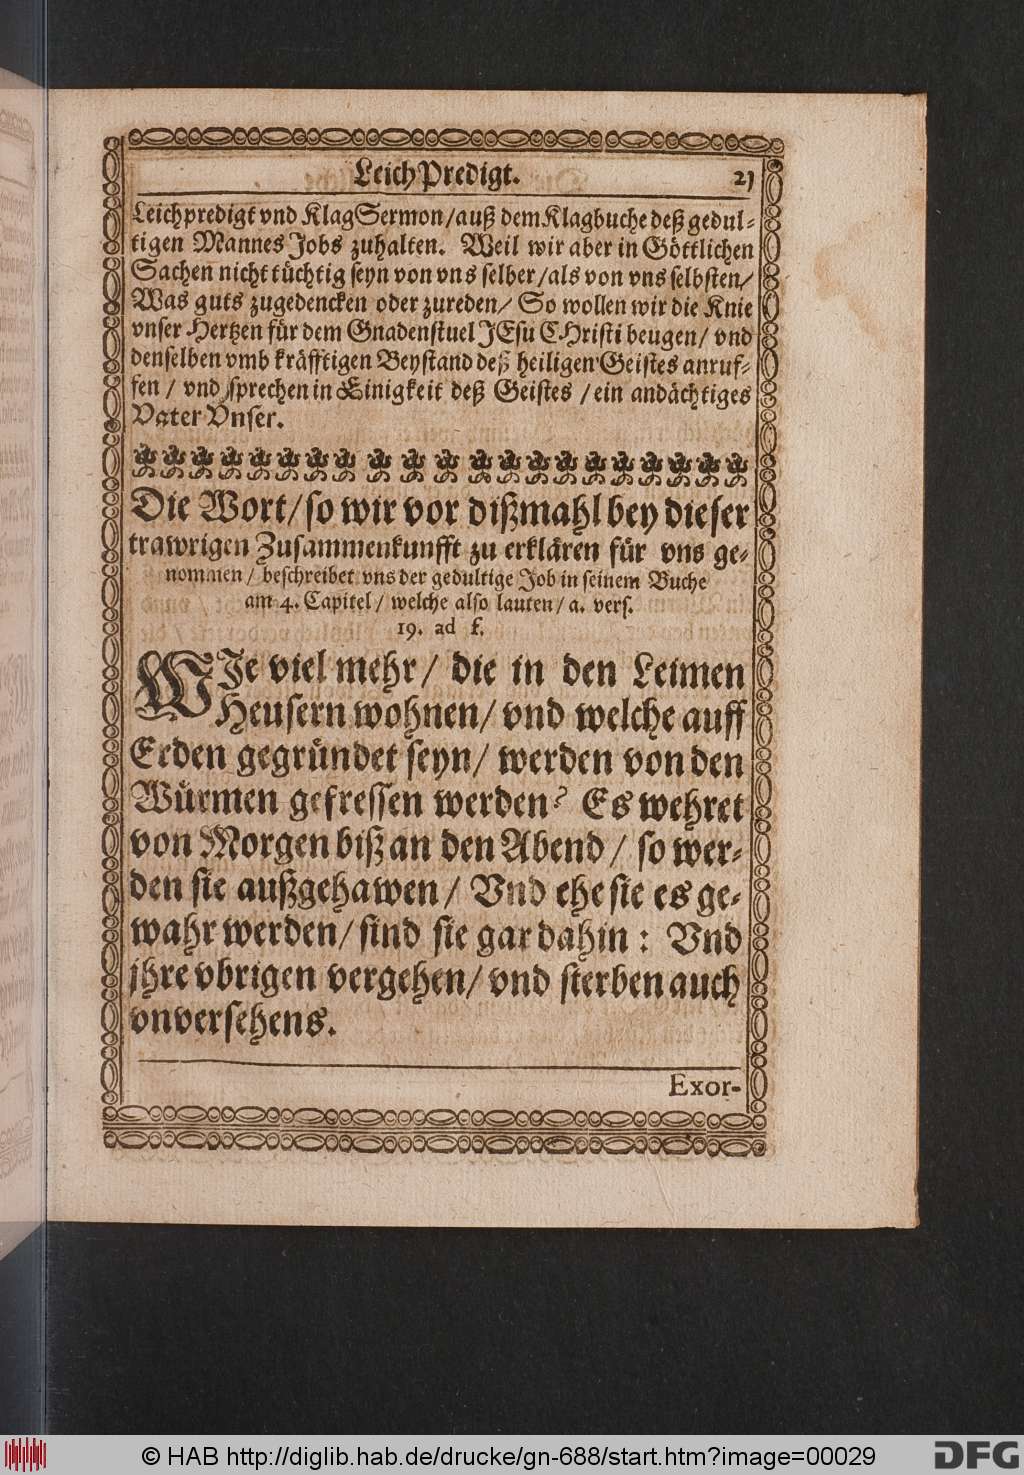 LeichPredigt. 21
Leichpredigt vnd KlagSermon/auß dem Klagbuche deß gedul-
tigen Mannes Jobs zuhalten. Weil wir aber in Göttlichen
Sachen nicht tüchtig seyn von vns selber/als von vns selbsten/
Was guts zugedencken oder zureden/ So wollen wir die Knie
vnser Hertzen für dem Gnadenstuel JEsu CHristi beugen/ vnd
denselben vmb kräfftigen Beystand deß heiligen Geistes anruf-
fen / vnd sprechen in Einigkeit deß Geistes /ein andächtiges
Vater Vnser.
Die Wort/so wir vor dißmahl bey dieser
trawrigen Zusammenkunfft zu erklären für vns ge-
nommen/ beschreibet vns der gedultige Job in seinem Buche
am 4. Capitel/ welche also lauten/ a. vers.
19. ad f.
WJe viel mehr/ die in den Leimen
Heusern wohnen/ vnd welche auff
Erden gegründet seyn/ werden von den
Würmen gefressen werden? Es wehret
von Morgen biß an den Abend/ so wer-
den sie außgehawen/ Vnd ehe sie es ge-
wahr werden/ sind sie gar dahin: Vnd
jhre vbrigen vergehen/ vnd sterben auch
vnversehens.
Exor-
© HAB http://diglib.hab.de/drucke/gn-688/start.htm?image=00029
DFG